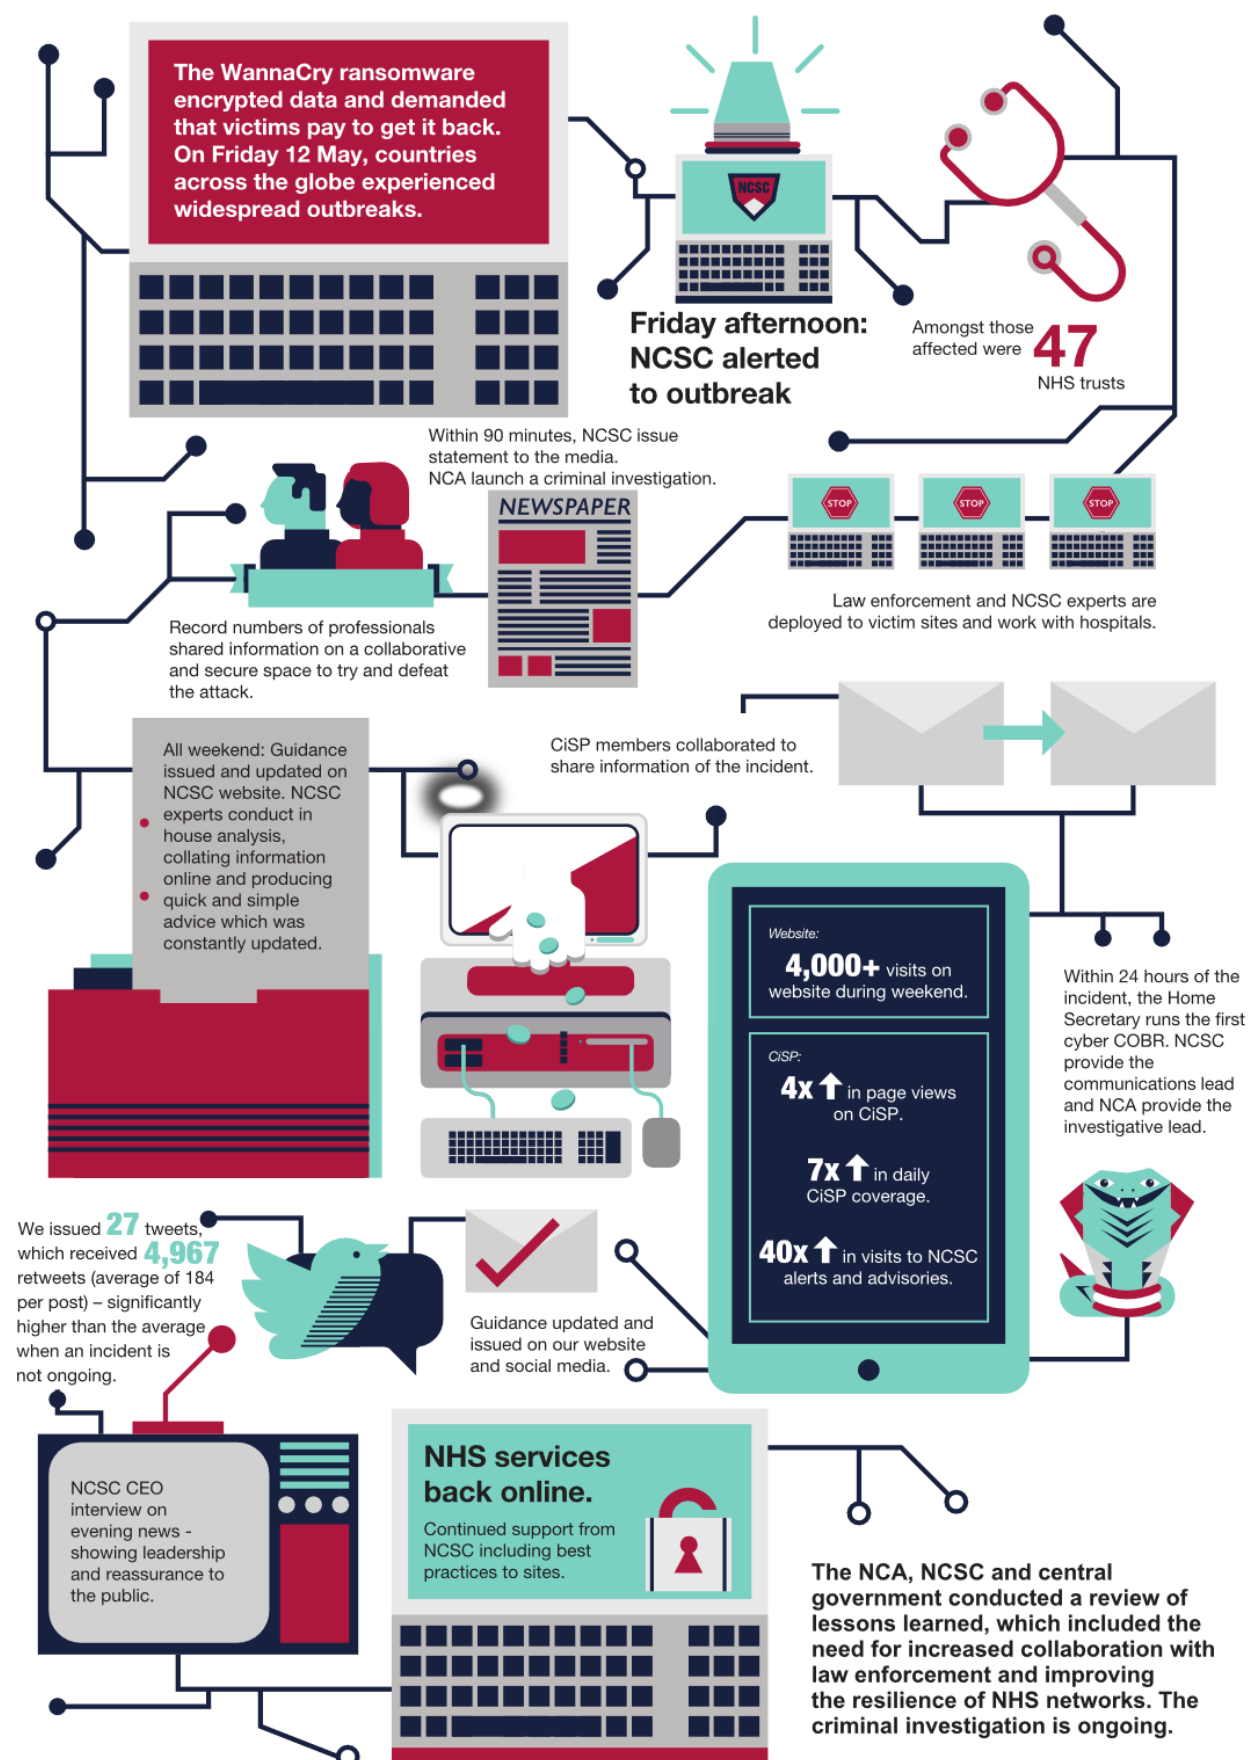 The WannaCry ransomware
encrypted data and demanded
that victims pay to get it back.
On Friday 12 May, countries
across the globe experienced
widespread outbreaks.
NCSC
Friday afternoon:
NCSC alerted
to outbreak
Amongst those
affected were 47
NHS trusts
Within 90 minutes, NCSC issue
statement to the media.
NCA launch a criminal investigation.
NEWSPAPER
STOP
STOP
STOP
Law enforcement and NCSC experts are
deployed to victim sites and work with hospitals.
Record numbers of professionals
shared information on a collaborative
and secure space to try and defeat
the attack.
All weekend: Guidance
issued and updated on
NCSC website. NCSC
experts conduct in
house analysis,
collating information
online and producing
quick and simple
advice which was
constantly updated.
CiSP members collaborated to
share information of the incident.
Website:
4,000+ visits on
website during weekend.
CiSP:
4x in page views
on CiSP.
7x in daily
CiSP coverage.
40x in visits to NCSC
alerts and advisories.
Within 24 hours of the
incident, the Home
Secretary runs the first
cyber COBR. NCSC
provide the
communications lead
and NCA provide the
investigative lead.
We issued 27 tweets,
which received 4,967
retweets (average of 184
per post) – significantly
higher than the average
when an incident is
not ongoing.
Guidance updated and
issued on our website
and social media.
NCSC CEO
interview on
evening news -
showing leadership
and reassurance to
the public.
NHS services
back online.
Continued support from
NCSC including best
practices to sites.
The NCA, NCSC and central
government conducted a review of
lessons learned, which included the
need for increased collaboration with
law enforcement and improving
the resilience of NHS networks. The
criminal investigation is ongoing.